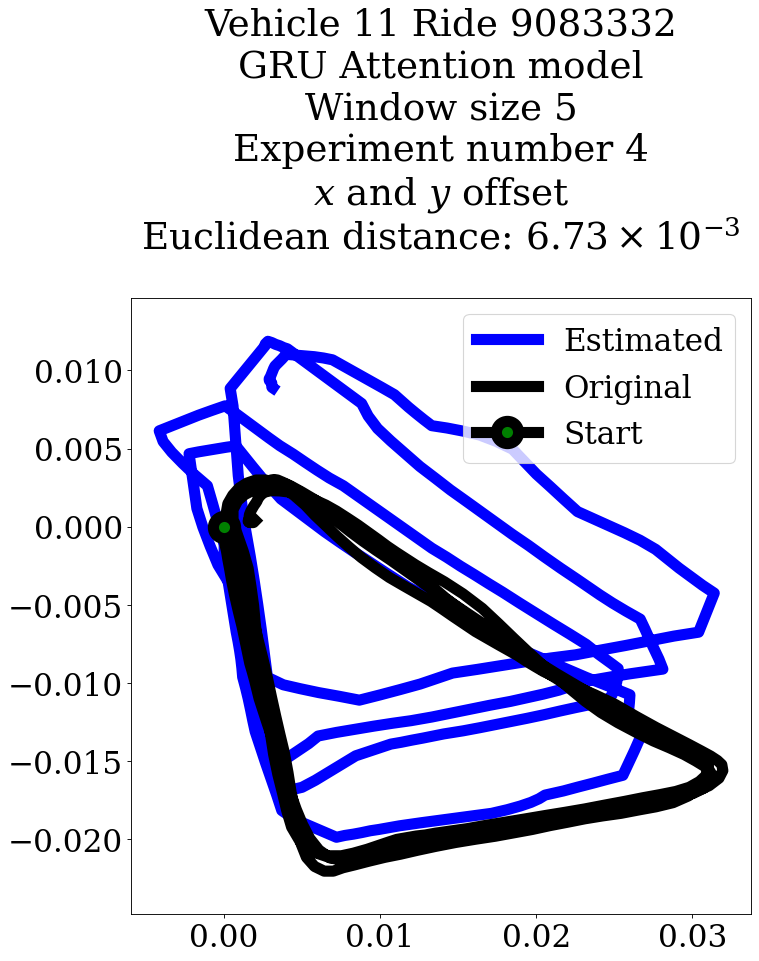 Vehicle 11 Ride 9083332
GRU Attention model
Window size 5
Experiment number 4
x and y offset
Euclidean distance: 6.73 × 10⁻³
Estimated
Original
Start
0.010
0.005
0.000
−0.005
−0.010
−0.015
−0.020
0.00 0.01 0.02 0.03